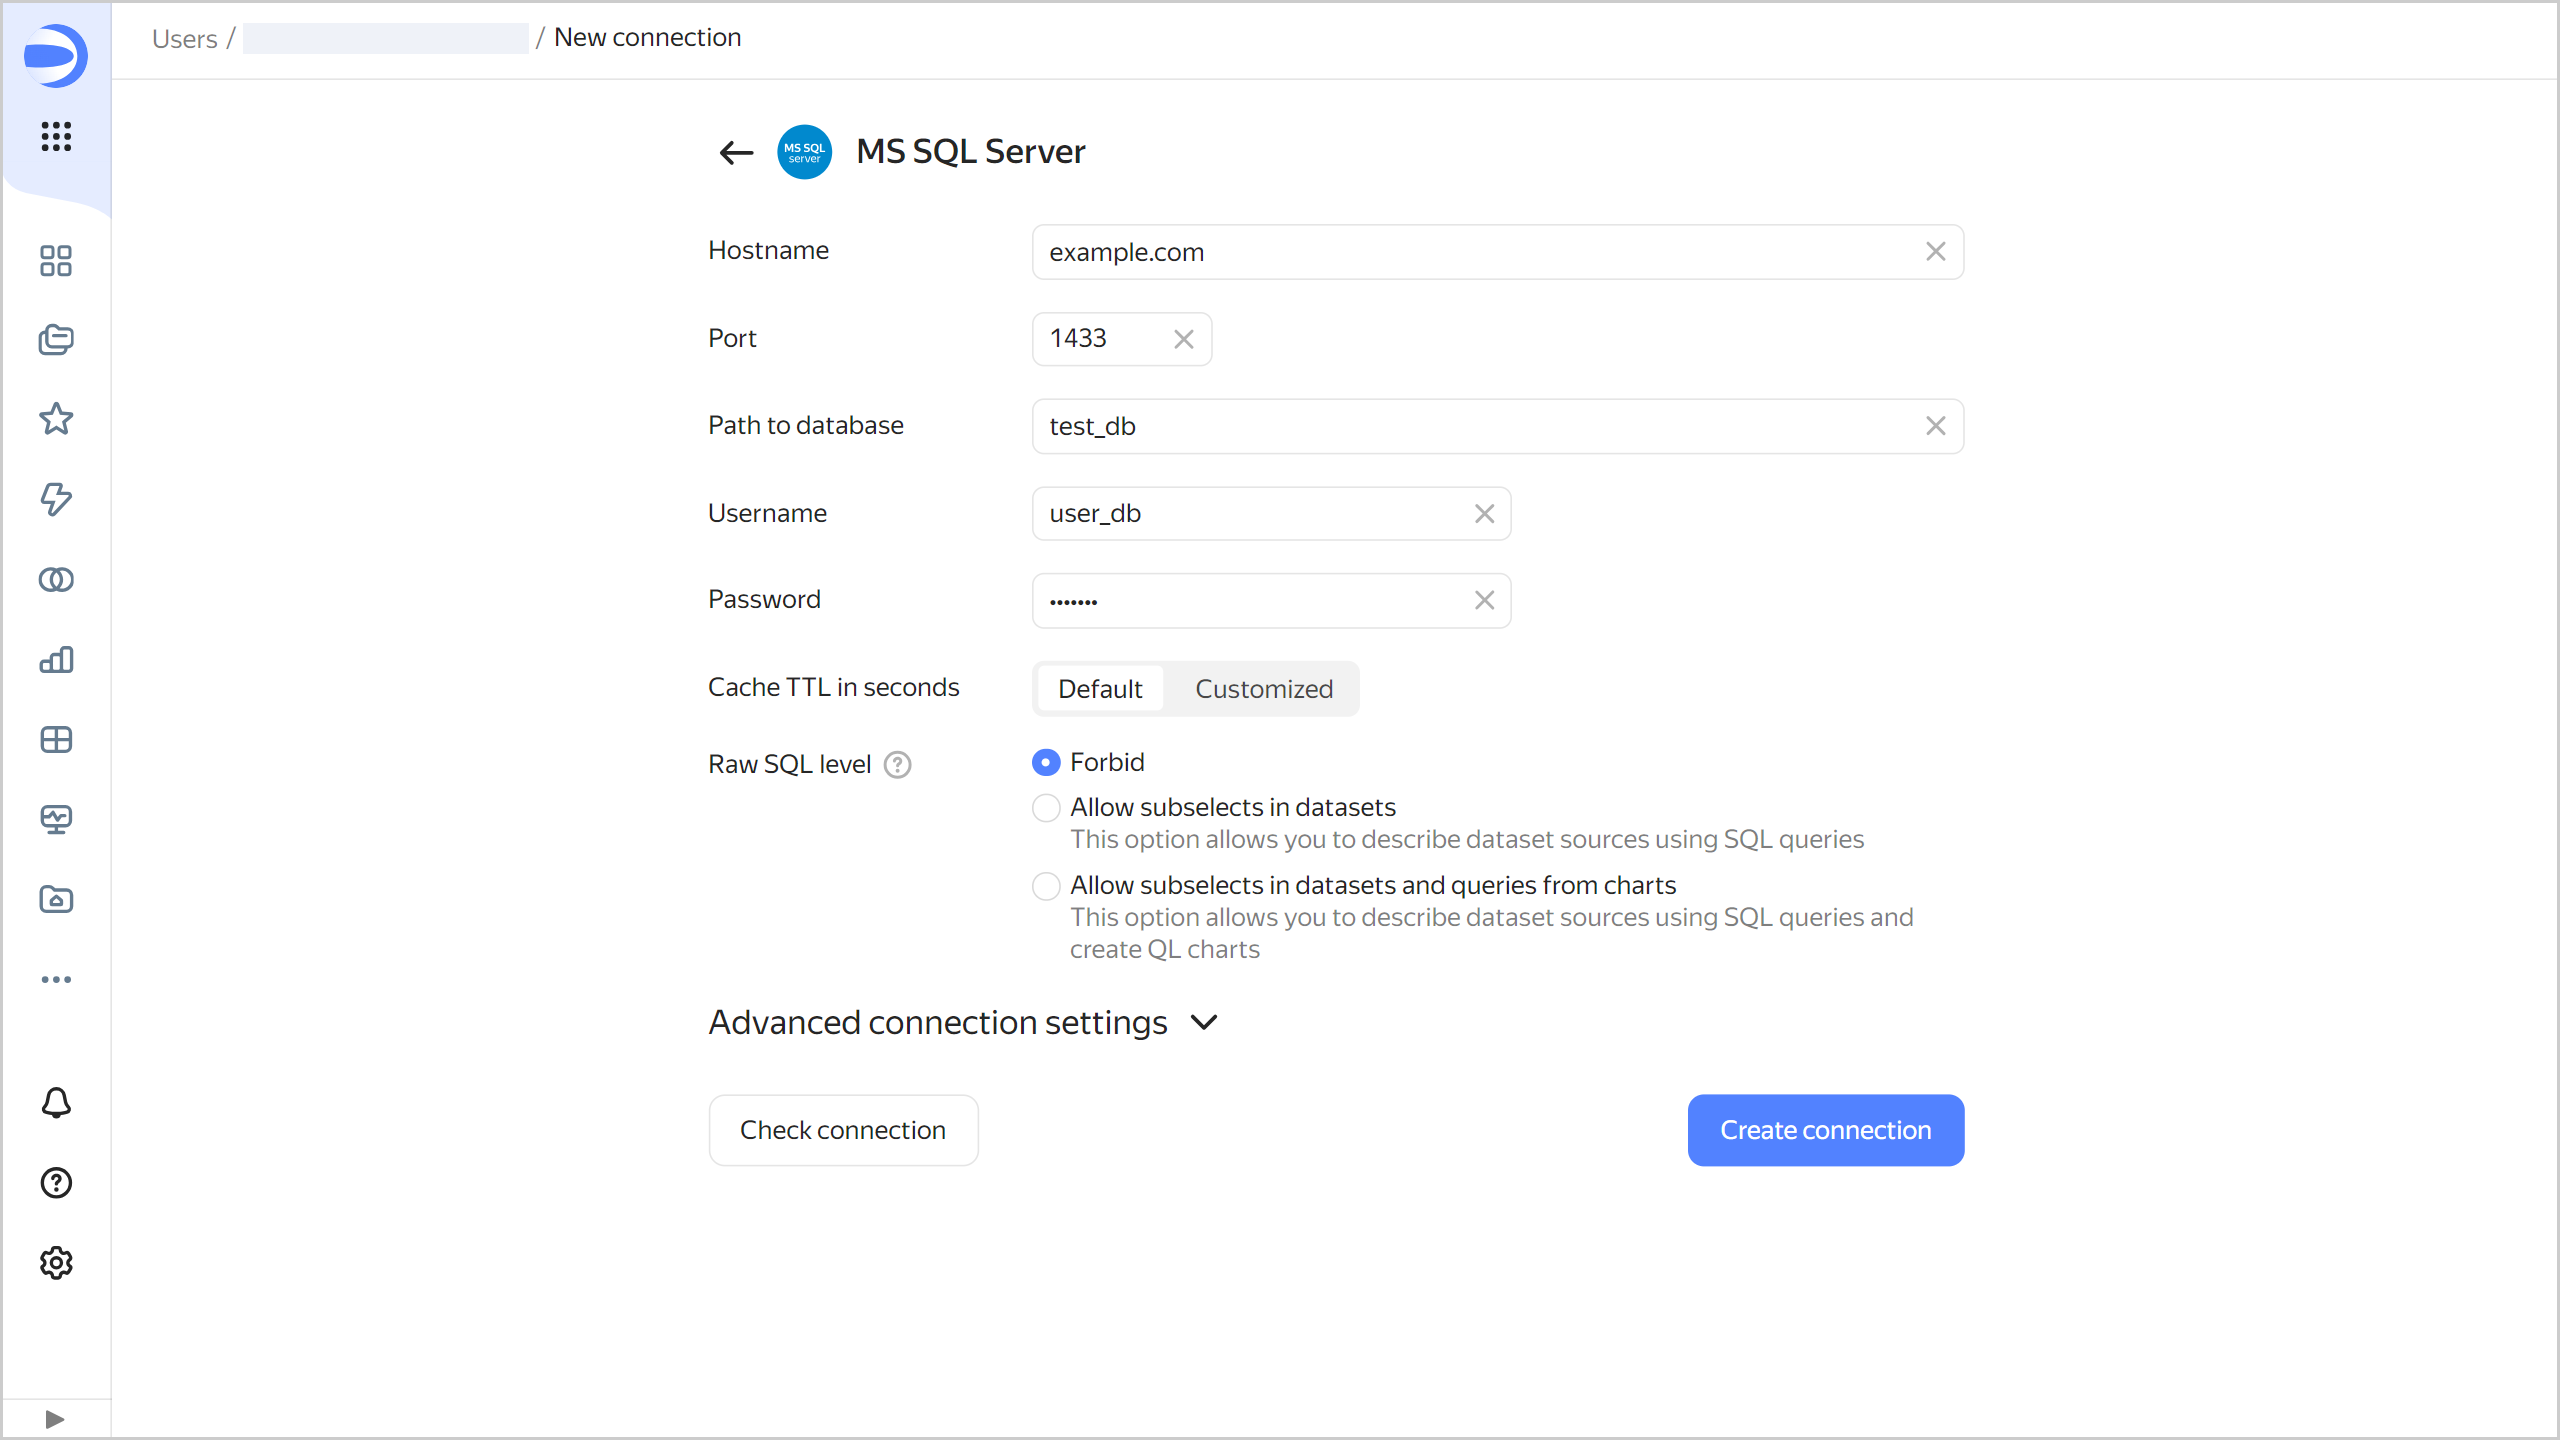 Users / / New connection
MS SQL
server
MS SQL Server
Hostname
example.com
Port
1433
Path to database
test_db
Username
user_db
Password
•••••••
Cache TTL in seconds
Default Customized
Raw SQL level ?
Forbid
Allow subselects in datasets
This option allows you to describe dataset sources using SQL queries
Allow subselects in datasets and queries from charts
This option allows you to describe dataset sources using SQL queries and
create QL charts
Advanced connection settings
Check connection
Create connection